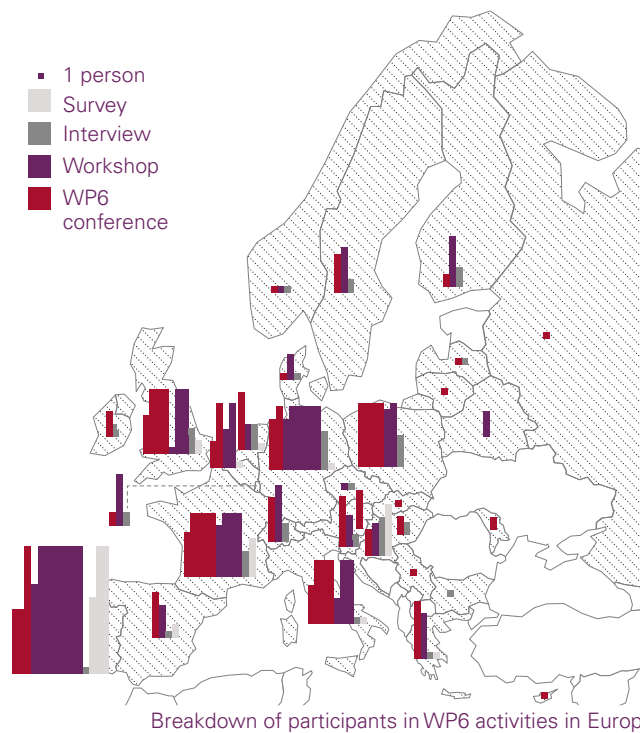 1 person
Survey
Interview
Workshop
WP6
conference
Breakdown of participants in WP6 activities in Europ